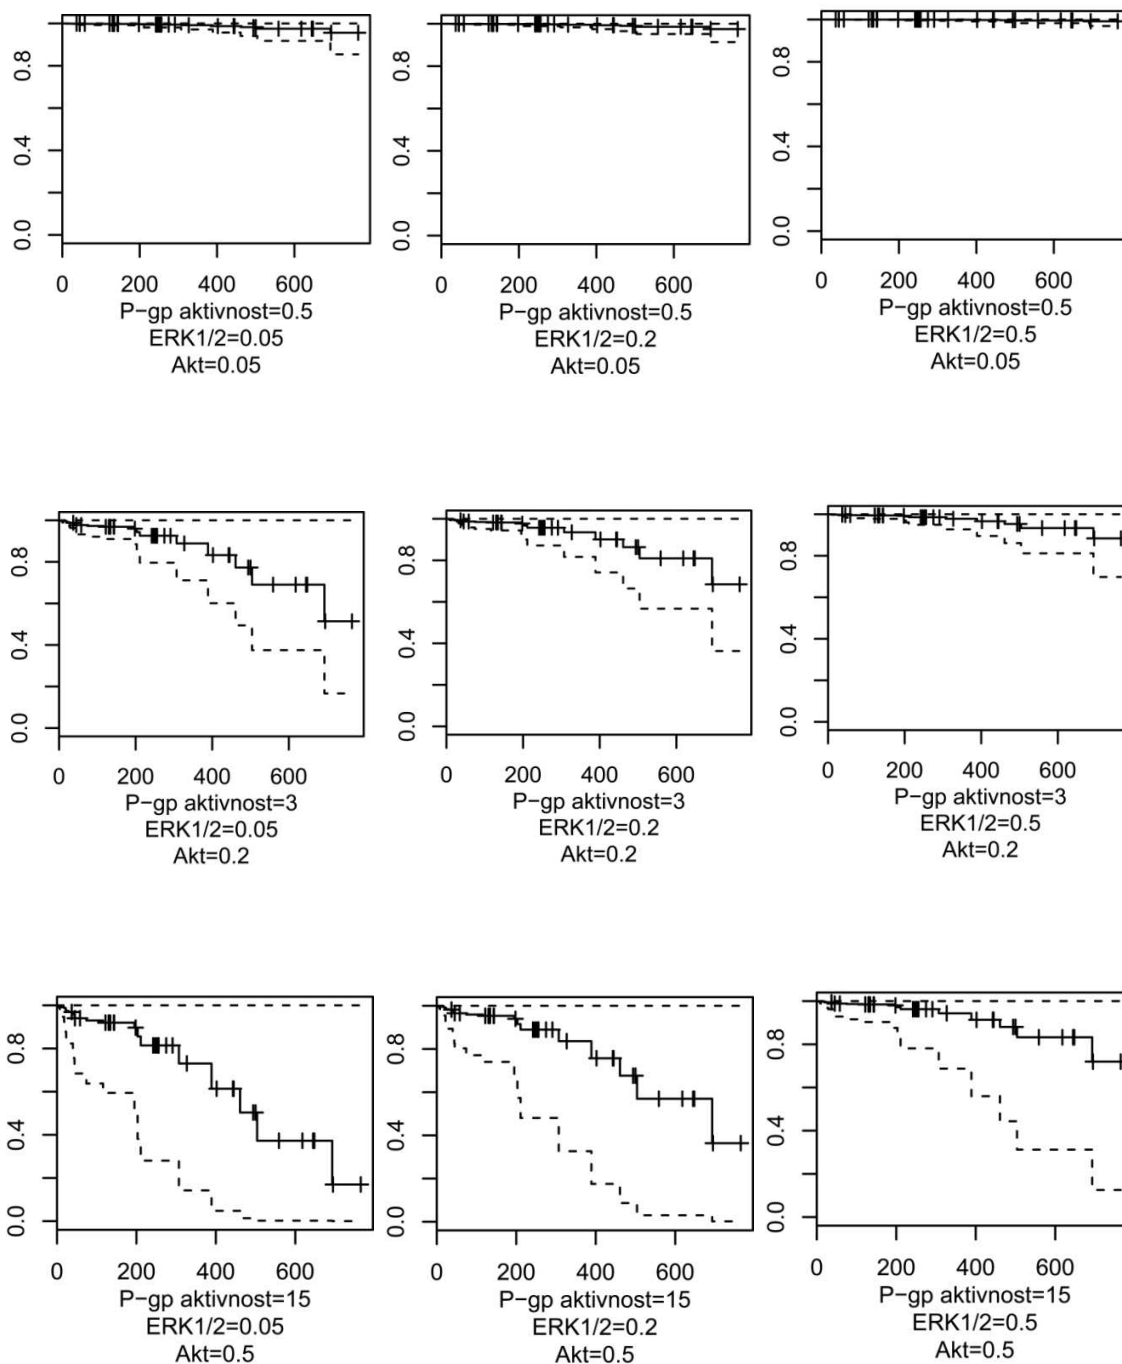 0.8
0.4
0.0
0 200 400 600
P-gp aktivnost=0.5
ERK1/2=0.05
Akt=0.05
0.8
0.4
0.0
0 200 400 600
P-gp aktivnost=0.5
ERK1/2=0.2
Akt=0.05
0.8
0.4
0.0
0 200 400 600
P-gp aktivnost=0.5
ERK1/2=0.5
Akt=0.05
0.8
0.4
0.0
0 200 400 600
P-gp aktivnost=3
ERK1/2=0.05
Akt=0.2
0.8
0.4
0.0
0 200 400 600
P-gp aktivnost=3
ERK1/2=0.2
Akt=0.2
0.8
0.4
0.0
0 200 400 600
P-gp aktivnost=3
ERK1/2=0.5
Akt=0.2
0.8
0.4
0.0
0 200 400 600
P-gp aktivnost=15
ERK1/2=0.05
Akt=0.5
0.8
0.4
0.0
0 200 400 600
P-gp aktivnost=15
ERK1/2=0.2
Akt=0.5
0.8
0.4
0.0
0 200 400 600
P-gp aktivnost=15
ERK1/2=0.5
Akt=0.5